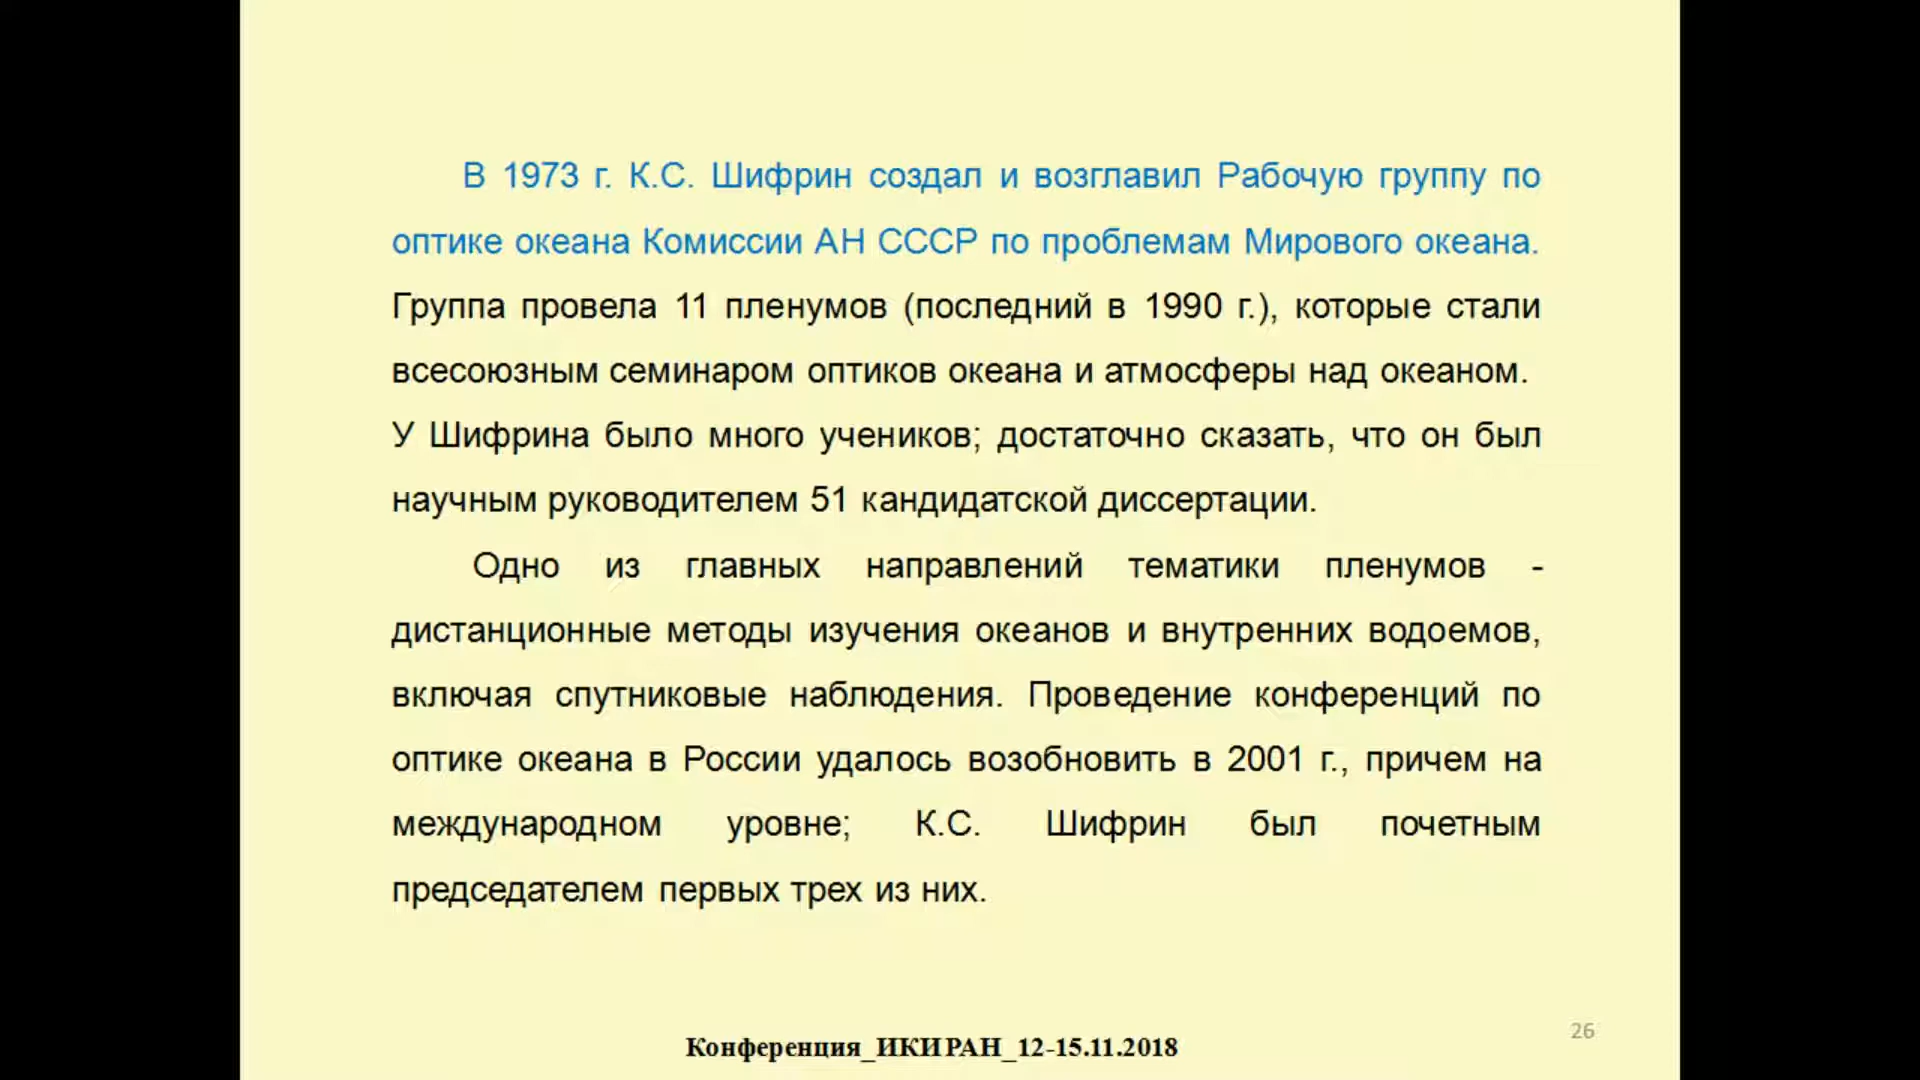 В 1973 г. К.С. Шифрин создал и возглавил Рабочую группу по
оптике океана Комиссии АН СССР по проблемам Мирового океана.
Группа провела 11 пленумов (последний в 1990 г.), которые стали
всесоюзным семинаром оптиков океана и атмосферы над океаном.
У Шифрина было много учеников; достаточно сказать, что он был
научным руководителем 51 кандидатской диссертации.
Одно из главных направлений тематики пленумов -
дистанционные методы изучения океанов и внутренних водоемов,
включая спутниковые наблюдения. Проведение конференций по
оптике океана в России удалось возобновить в 2001 г., причем на
международном уровне; К.С. Шифрин был почетным
председателем первых трех из них.
Конференция_ИКИ РАН_12-15.11.2018
26